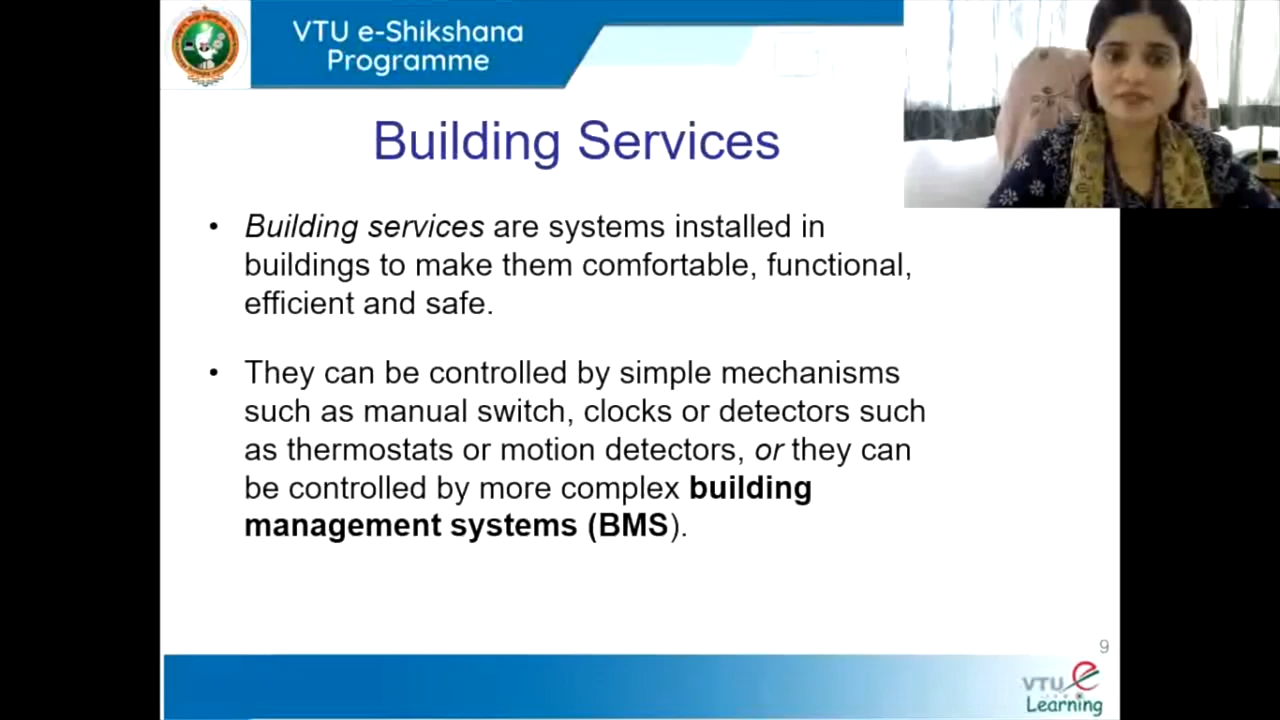 VTU e-Shikshana
Programme
Building Services
• Building services are systems installed in
buildings to make them comfortable, functional,
efficient and safe.
• They can be controlled by simple mechanisms
such as manual switch, clocks or detectors such
as thermostats or motion detectors, or they can
be controlled by more complex building
management systems (BMS).
9
VTU e
Learning